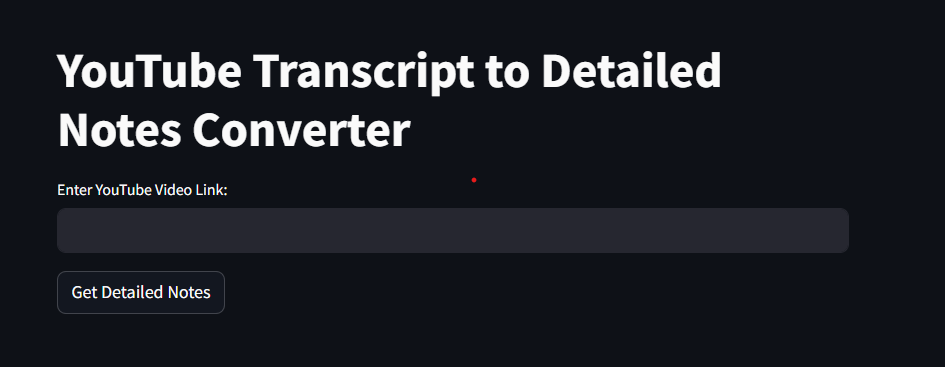 YouTube Transcript to Detailed
Notes Converter
Enter YouTube Video Link:
Get Detailed Notes